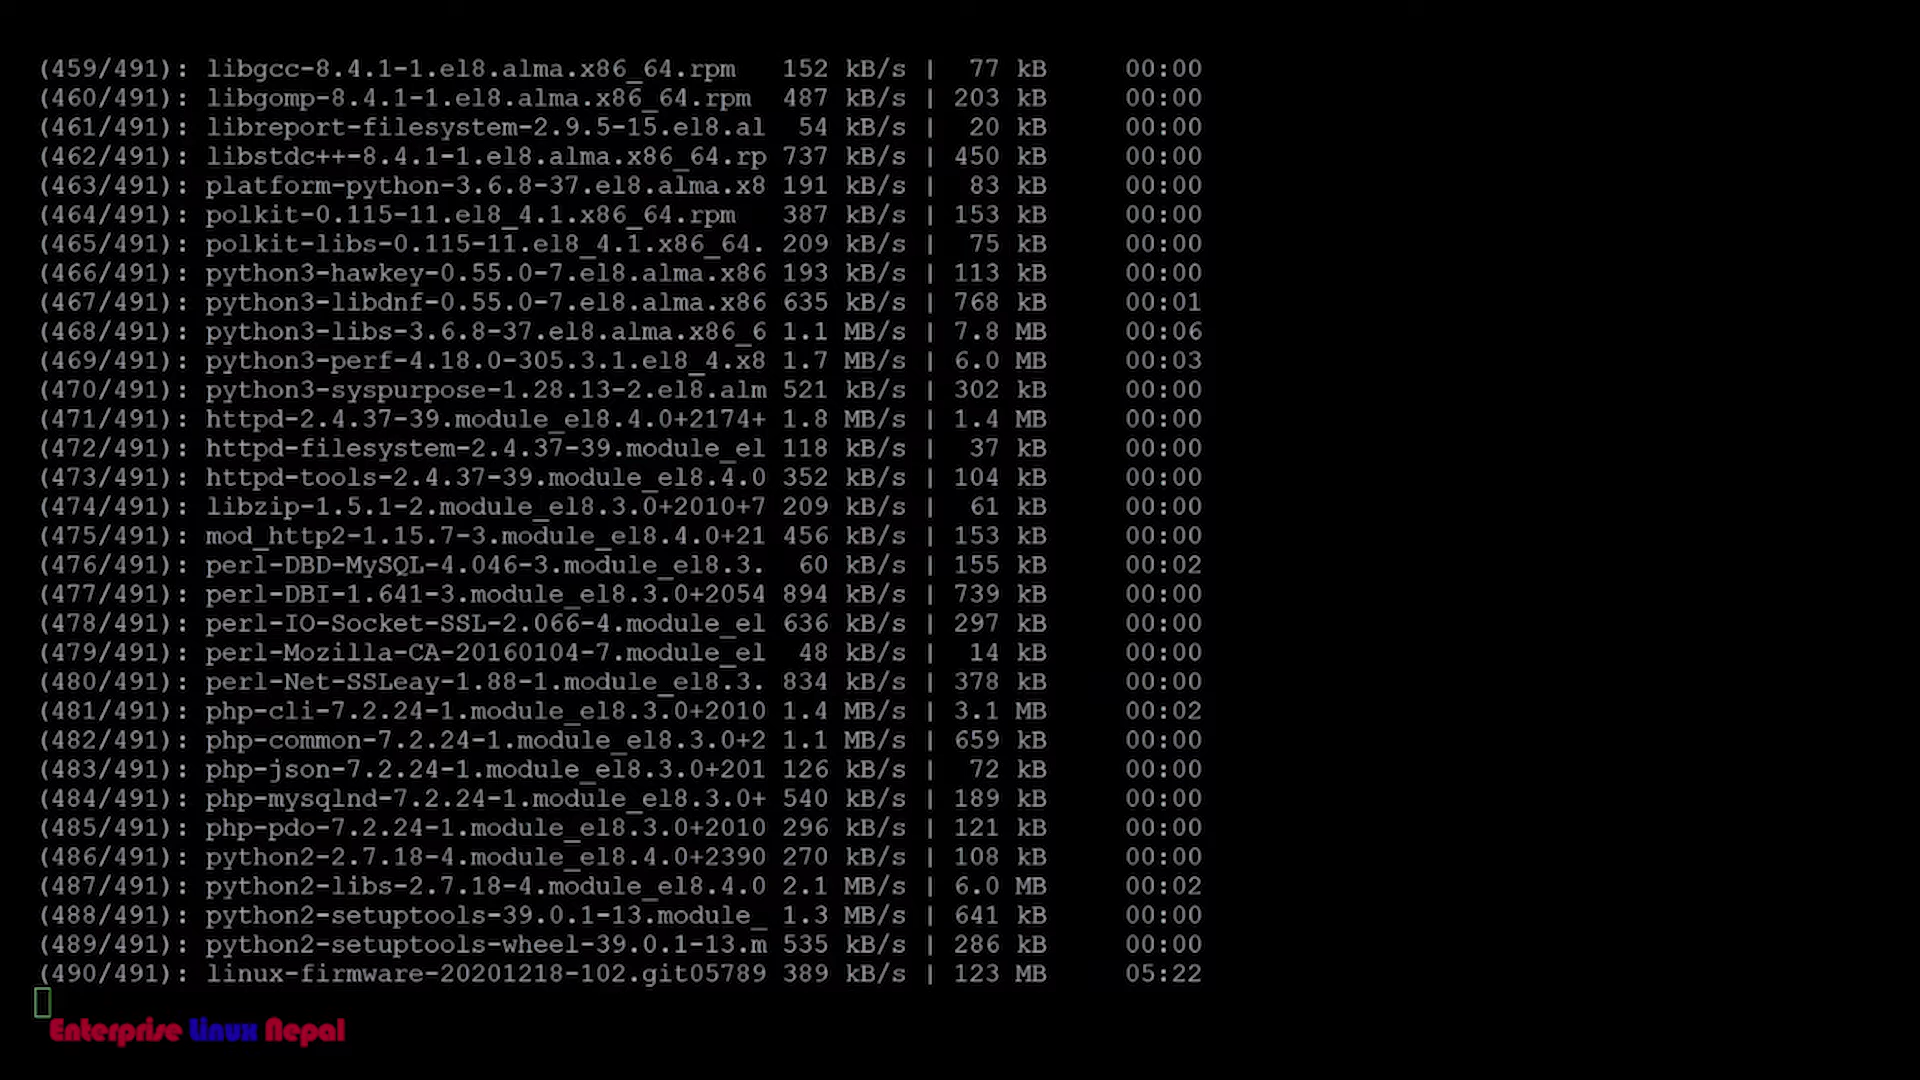 (459/491): libgcc-8.4.1-1.el8.alma.x86_64.rpm   152 kB/s |  77 kB     00:00
(460/491): libgomp-8.4.1-1.el8.alma.x86_64.rpm  487 kB/s | 203 kB     00:00
(461/491): libreport-filesystem-2.9.5-15.el8.al  54 kB/s |  20 kB     00:00
(462/491): libstdc++-8.4.1-1.el8.alma.x86_64.rp 737 kB/s | 450 kB     00:00
(463/491): platform-python-3.6.8-37.el8.alma.x8 191 kB/s |  83 kB     00:00
(464/491): polkit-0.115-11.el8_4.1.x86_64.rpm   387 kB/s | 153 kB     00:00
(465/491): polkit-libs-0.115-11.el8_4.1.x86_64. 209 kB/s |  75 kB     00:00
(466/491): python3-hawkey-0.55.0-7.el8.alma.x86 193 kB/s | 113 kB     00:00
(467/491): python3-libdnf-0.55.0-7.el8.alma.x86 635 kB/s | 768 kB     00:01
(468/491): python3-libs-3.6.8-37.el8.alma.x86_6 1.1 MB/s | 7.8 MB     00:06
(469/491): python3-perf-4.18.0-305.3.1.el8_4.x8 1.7 MB/s | 6.0 MB     00:03
(470/491): python3-syspurpose-1.28.13-2.el8.alm 521 kB/s | 302 kB     00:00
(471/491): httpd-2.4.37-39.module_el8.4.0+2174+ 1.8 MB/s | 1.4 MB     00:00
(472/491): httpd-filesystem-2.4.37-39.module_el 118 kB/s |  37 kB     00:00
(473/491): httpd-tools-2.4.37-39.module_el8.4.0 352 kB/s | 104 kB     00:00
(474/491): libzip-1.5.1-2.module_el8.3.0+2010+7 209 kB/s |  61 kB     00:00
(475/491): mod_http2-1.15.7-3.module_el8.4.0+21 456 kB/s | 153 kB     00:00
(476/491): perl-DBD-MySQL-4.046-3.module_el8.3.  60 kB/s | 155 kB     00:02
(477/491): perl-DBI-1.641-3.module_el8.3.0+2054 894 kB/s | 739 kB     00:00
(478/491): perl-IO-Socket-SSL-2.066-4.module_el 636 kB/s | 297 kB     00:00
(479/491): perl-Mozilla-CA-20160104-7.module_el  48 kB/s |  14 kB     00:00
(480/491): perl-Net-SSLeay-1.88-1.module_el8.3. 834 kB/s | 378 kB     00:00
(481/491): php-cli-7.2.24-1.module_el8.3.0+2010 1.4 MB/s | 3.1 MB     00:02
(482/491): php-common-7.2.24-1.module_el8.3.0+2 1.1 MB/s | 659 kB     00:00
(483/491): php-json-7.2.24-1.module_el8.3.0+201 126 kB/s |  72 kB     00:00
(484/491): php-mysqlnd-7.2.24-1.module_el8.3.0+ 540 kB/s | 189 kB     00:00
(485/491): php-pdo-7.2.24-1.module_el8.3.0+2010 296 kB/s | 121 kB     00:00
(486/491): python2-2.7.18-4.module_el8.4.0+2390 270 kB/s | 108 kB     00:00
(487/491): python2-libs-2.7.18-4.module_el8.4.0 2.1 MB/s | 6.0 MB     00:02
(488/491): python2-setuptools-39.0.1-13.module_ 1.3 MB/s | 641 kB     00:00
(489/491): python2-setuptools-wheel-39.0.1-13.m 535 kB/s | 286 kB     00:00
(490/491): linux-firmware-20201218-102.git05789 389 kB/s | 123 MB     05:22
Enterprise Linux Nepal